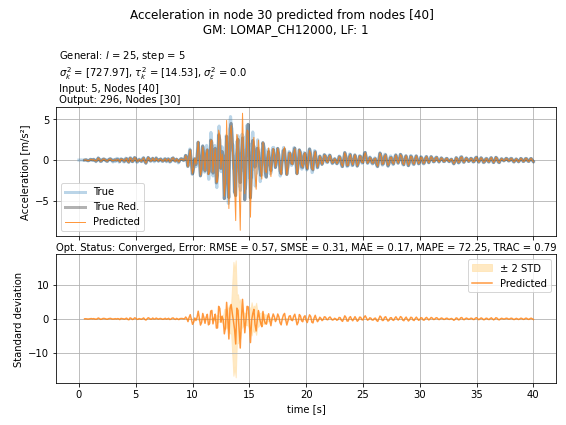 Acceleration in node 30 predicted from nodes [40]
GM: LOMAP_CH12000, LF: 1
General: l = 25, step = 5
σ²ₖ = [727.97], τ²ₖ = [14.53], σ²ᵣ = 0.0
Input: 5, Nodes [40]
Output: 296, Nodes [30]
Acceleration [m/s²]
5
0
−5
True
True Red.
Predicted
Opt. Status: Converged, Error: RMSE = 0.57, SMSE = 0.31, MAE = 0.17, MAPE = 72.25, TRAC = 0.79
Standard deviation
10
0
−10
± 2 STD
Predicted
0 5 10 15 20 25 30 35 40
time [s]